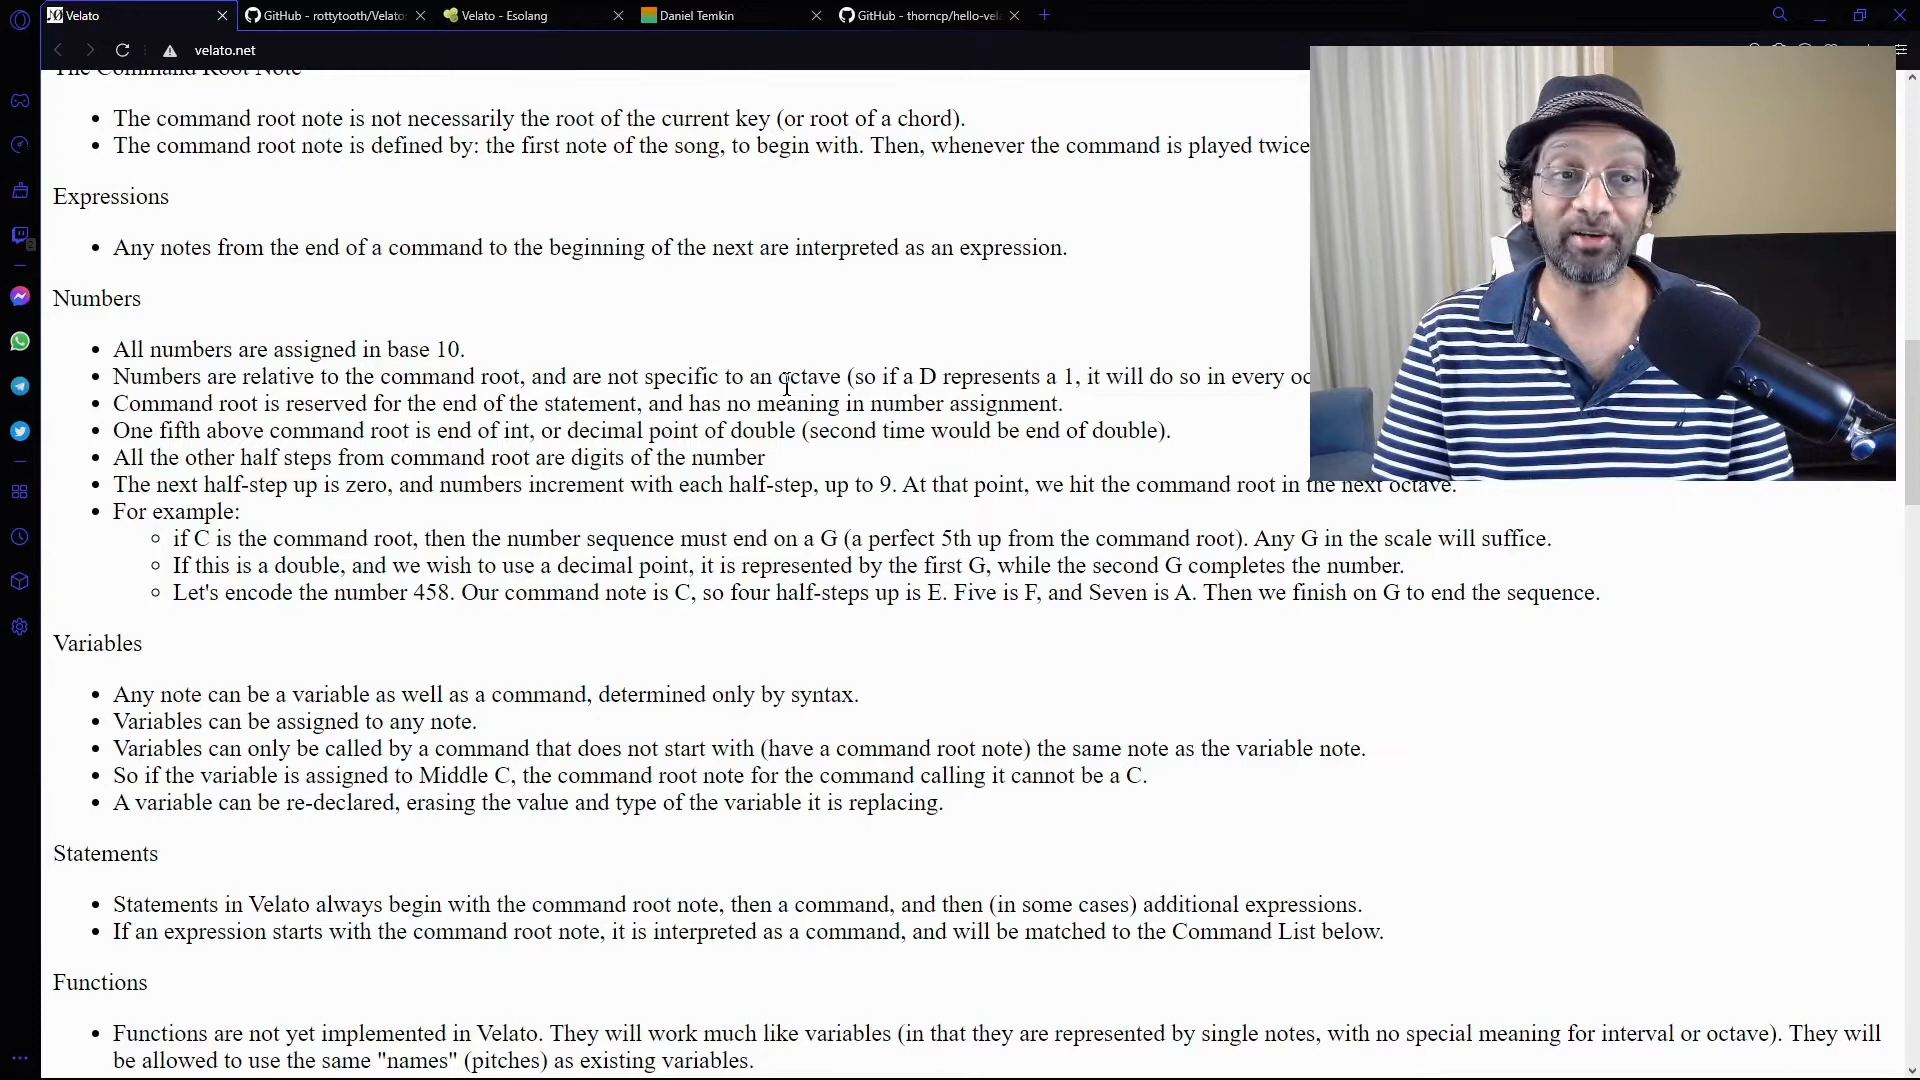 Velato
GitHub - rottytooth/Velato:
Velato - Esolang
Daniel Temkin
GitHub - thorncp/hello-vel
velato.net
The Command Root Note
The command root note is not necessarily the root of the current key (or root of a chord).
The command root note is defined by: the first note of the song, to begin with. Then, whenever the command is played twice
Expressions
Any notes from the end of a command to the beginning of the next are interpreted as an expression.
Numbers
All numbers are assigned in base 10.
Numbers are relative to the command root, and are not specific to an octave (so if a D represents a 1, it will do so in every oc
Command root is reserved for the end of the statement, and has no meaning in number assignment.
One fifth above command root is end of int, or decimal point of double (second time would be end of double).
All the other half steps from command root are digits of the number
The next half-step up is zero, and numbers increment with each half-step, up to 9. At that point, we hit the command root in the next octave.
For example:
if C is the command root, then the number sequence must end on a G (a perfect 5th up from the command root). Any G in the scale will suffice.
If this is a double, and we wish to use a decimal point, it is represented by the first G, while the second G completes the number.
Let's encode the number 458. Our command note is C, so four half-steps up is E. Five is F, and Seven is A. Then we finish on G to end the sequence.
Variables
Any note can be a variable as well as a command, determined only by syntax.
Variables can be assigned to any note.
Variables can only be called by a command that does not start with (have a command root note) the same note as the variable note.
So if the variable is assigned to Middle C, the command root note for the command calling it cannot be a C.
A variable can be re-declared, erasing the value and type of the variable it is replacing.
Statements
Statements in Velato always begin with the command root note, then a command, and then (in some cases) additional expressions.
If an expression starts with the command root note, it is interpreted as a command, and will be matched to the Command List below.
Functions
Functions are not yet implemented in Velato. They will work much like variables (in that they are represented by single notes, with no special meaning for interval or octave). They will
be allowed to use the same "names" (pitches) as existing variables.